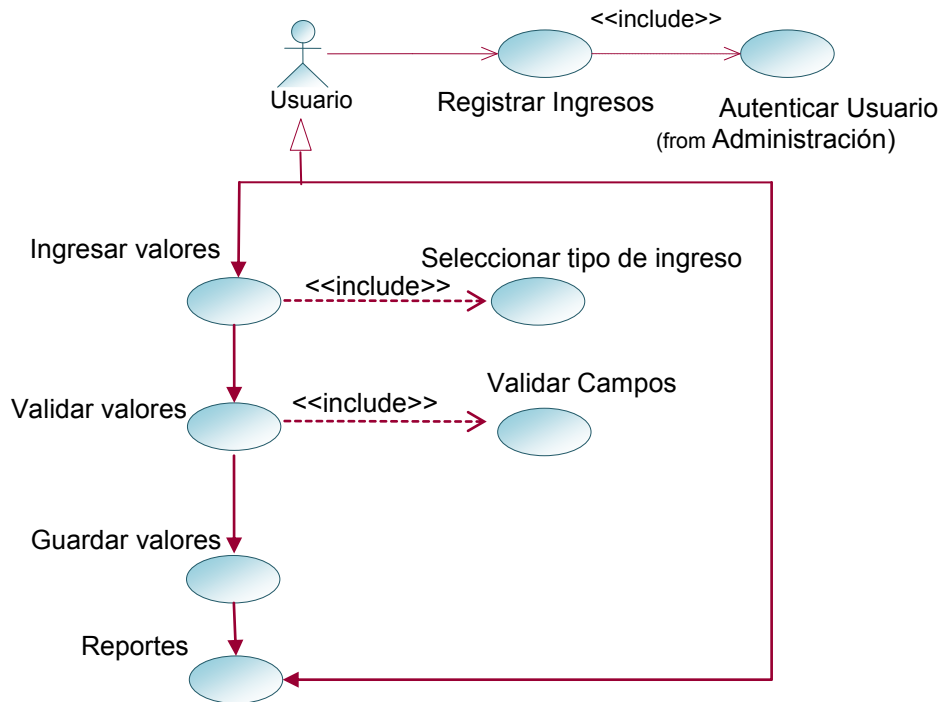 <<include>>
Usuario
Registrar Ingresos
Autenticar Usuario
(from Administración)
Ingresar valores
Seleccionar tipo de ingreso
<<include>>
Validar Campos
Validar valores
<<include>>
Guardar valores
Reportes